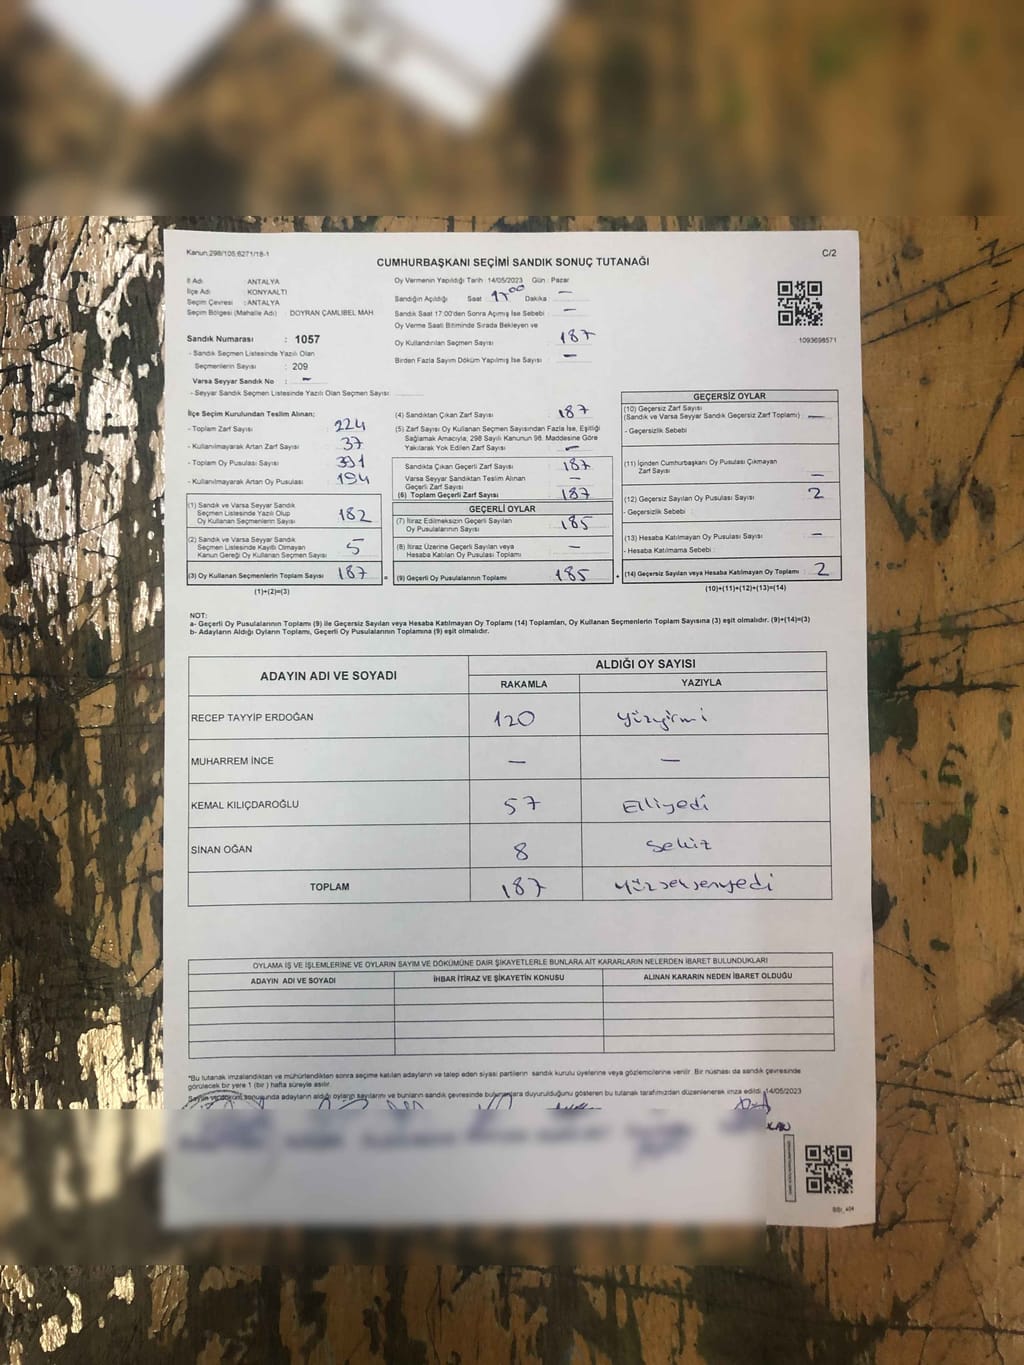 Kanun:298/105;6271/18-1
C/2
CUMHURBAŞKANI SEÇİMİ SANDIK SONUÇ TUTANAĞI
İl Adı : ANTALYA
İlçe Adı : KONYAALTI
Seçim Çevresi : ANTALYA
Seçim Bölgesi (Mahalle Adı) : DOYRAN ÇAMLIBEL MAH
Sandık Numarası : 1057
- Sandık Seçmen Listesinde Yazılı Olan
Seçmenlerin Sayısı : 209
Varsa Seyyar Sandık No : -
- Seyyar Sandık Seçmen Listesinde Yazılı Olan Seçmen Sayısı
Oy Vermenin Yapıldığı Tarih : 14/05/2023 Gün : Pazar
Sandığın Açıldığı Saat 17:00 Dakika -
Sandık Saat 17:00'den Sonra Açımış İse Sebebi : -
Oy Verme Saati Bitiminde Sırada Bekleyen ve
Oy Kullandırılan Seçmen Sayısı : 187
Birden Fazla Sayım Döküm Yapılmış İse Sayısı : -
1093698571
İlçe Seçim Kurulundan Teslim Alınan;
- Toplam Zarf Sayısı : 224
- Kullanılmayarak Artan Zarf Sayısı : 37
- Toplam Oy Pusulası Sayısı : 391
- Kullanılmayarak Artan Oy Pusulası : 194
(1) Sandık ve Varsa Seyyar Sandık
Seçmen Listesinde Yazılı Olup
Oy Kullanan Seçmenlerin Sayısı : 182
(2) Sandık ve Varsa Seyyar Sandık
Seçmen Listesinde Kayıtlı Olmayan
Kanun Gereği Oy Kullanan Seçmen Sayısı : 5
(3) Oy Kullanan Seçmenlerin Toplam Sayısı : 187
(1)+(2)=(3)
=
(4) Sandıktan Çıkan Zarf Sayısı : 187
(5) Zarf Sayısı Oy Kullanan Seçmen Sayısından Fazla İse, Eşitliği
Sağlamak Amacıyla, 298 Sayılı Kanunun 98. Maddesine Göre
Yakılarak Yok Edilen Zarf Sayısı : -
Sandıkta Çıkan Geçerli Zarf Sayısı : 187
Varsa Seyyar Sandıktan Teslim Alınan
Geçerli Zarf Sayısı : -
(6) Toplam Geçerli Zarf Sayısı : 187
GEÇERLİ OYLAR
(7) İtiraz Edilmeksizin Geçerli Sayılan
Oy Pusulalarının Sayısı : 185
(8) İtiraz Üzerine Geçerli Sayılan veya
Hesaba Katılan Oy Pusulası Toplamı : -
(9) Geçerli Oy Pusulalarının Toplamı : 185
+
GEÇERSİZ OYLAR
(10) Geçersiz Zarf Sayısı
(Sandık ve Varsa Seyyar Sandık Geçersiz Zarf Toplamı) : -
- Geçersizlik Sebebi :
(11) İçinden Cumhurbaşkanı Oy Pusulası Çıkmayan
Zarf Sayısı : -
(12) Geçersiz Sayılan Oy Pusulası Sayısı : 2
- Geçersizlik Sebebi :
(13) Hesaba Katılmayan Oy Pusulası Sayısı : -
- Hesaba Katılmama Sebebi :
(14) Geçersiz Sayılan veya Hesaba Katılmayan Oy Toplamı : 2
(10)+(11)+(12)+(13)=(14)
NOT:
a- Geçerli Oy Pusulalarının Toplamı (9) ile Geçersiz Sayılan veya Hesaba Katılmayan Oy Toplamı (14) Toplamları, Oy Kullanan Seçmenlerin Toplam Sayısına (3) eşit olmalıdır. (9)+(14)=(3)
b- Adayların Aldığı Oyların Toplamı, Geçerli Oy Pusulalarının Toplamına (9) eşit olmalıdır.
ADAYIN ADI VE SOYADI
ALDIĞI OY SAYISI
RAKAMLA YAZIYLA
RECEP TAYYİP ERDOĞAN 120 Yüzyirmi
MUHARREM İNCE - -
KEMAL KILIÇDAROĞLU 57 Elliyedi
SİNAN OĞAN 8 Sekiz
TOPLAM 187 Yüzseksenyedi
OYLAMA İŞ VE İŞLEMLERİNE VE OYLARIN SAYIM VE DÖKÜMÜNE DAİR ŞİKAYETLERLE BUNLARA AİT KARARLARIN NELERDEN İBARET BULUNDUKLARI
ADAYIN ADI VE SOYADI İHBAR İTİRAZ VE ŞİKAYETİN KONUSU ALINAN KARARIN NEDEN İBARET OLDUĞU
*Bu tutanak imzalandıktan ve mühürlendikten sonra seçime katılan adayların ve talep eden siyasi partilerin sandık kurulu üyelerine veya gözlemcilerine verilir. Bir nüshası da sandık çevresinde
görülecek bir yere 1 (bir) hafta süreyle asılır.
Sayım ve döküm sonusunda adayların aldığı oyların sayılarını ve bunların sandık çevresinde bulunanlara duyurulduğunu gösteren bu tutanak tarafımızdan düzenlenerek imza edildi. 14/05/2023